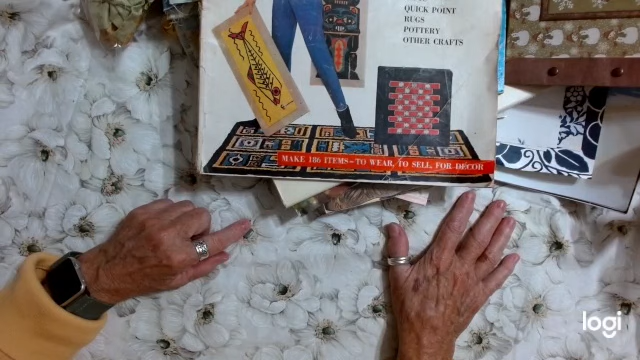 QUICK POINT
RUGS
POTTERY
OTHER CRAFTS
MAKE 186 ITEMS—TO WEAR, TO SELL, FOR DECOR
logi